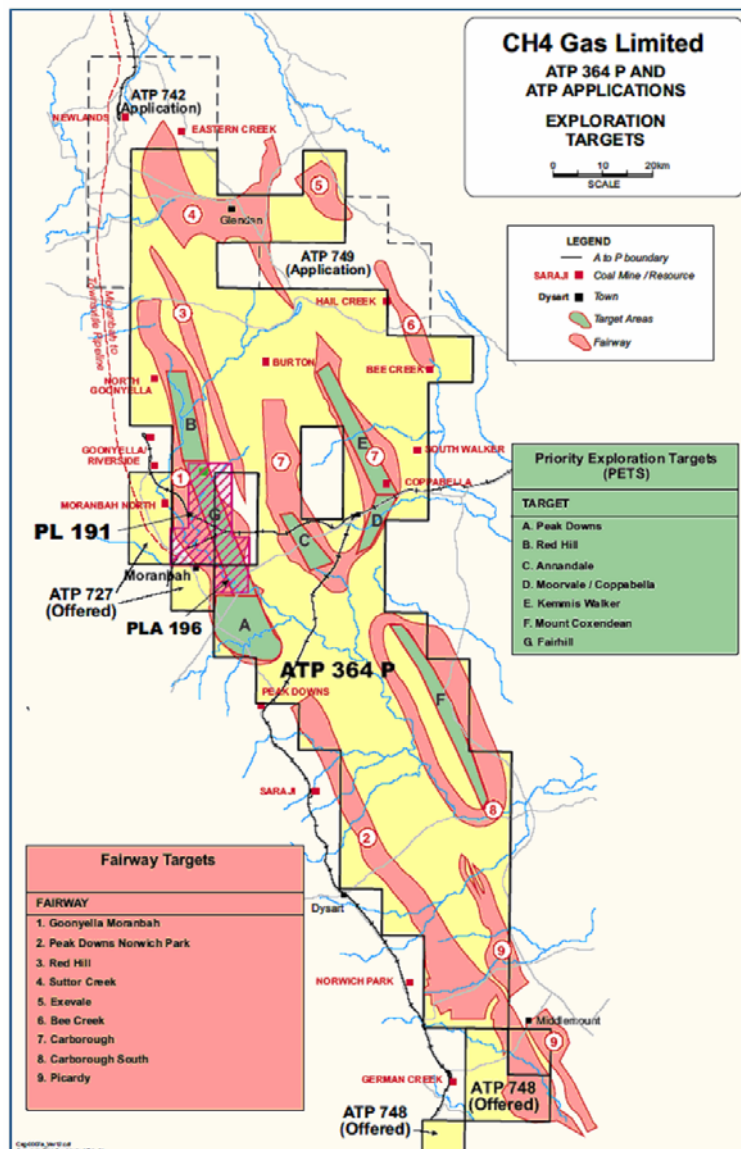 CH4 Gas Limited
ATP 364 P AND
ATP APPLICATIONS
EXPLORATION
TARGETS
0 10 20km
SCALE
LEGEND
A to P boundary
SARAJI Coal Mine / Resource
Dysart Town
Target Areas
Fairway
ATP 742
(Application)
NEWLANDS
EASTERN CREEK
5
4
Glendan
ATP 749
(Application)
Moranbah to
Townsville Pipeline
3
HAIL CREEK
6
BURTON
BEE CREEK
NORTH
GOONYELLA
B
E
GOONYELLA/
RIVERSIDE
7
7
SOUTH WALKER
COPPABELLA
1
MORANBAH NORTH
G
D
PL 191
C
Moranbah
ATP 727
(Offered)
PLA 196
A
ATP 364 P
PEAK DOWNS
F
SARAJI
8
2
Dysart
9
NORWICH PARK
Middlemount
9
GERMAN CREEK
ATP 748
(Offered)
ATP 748
(Offered)
Priority Exploration Targets
(PETS)
TARGET
A. Peak Downs
B. Red Hill
C. Annandale
D. Moorvale / Coppabella
E. Kemmis Walker
F. Mount Coxendean
G. Fairhill
Fairway Targets
FAIRWAY
1. Goonyella Moranbah
2. Peak Downs Norwich Park
3. Red Hill
4. Suttor Creek
5. Exevale
6. Bee Creek
7. Carborough
8. Carborough South
9. Picardy